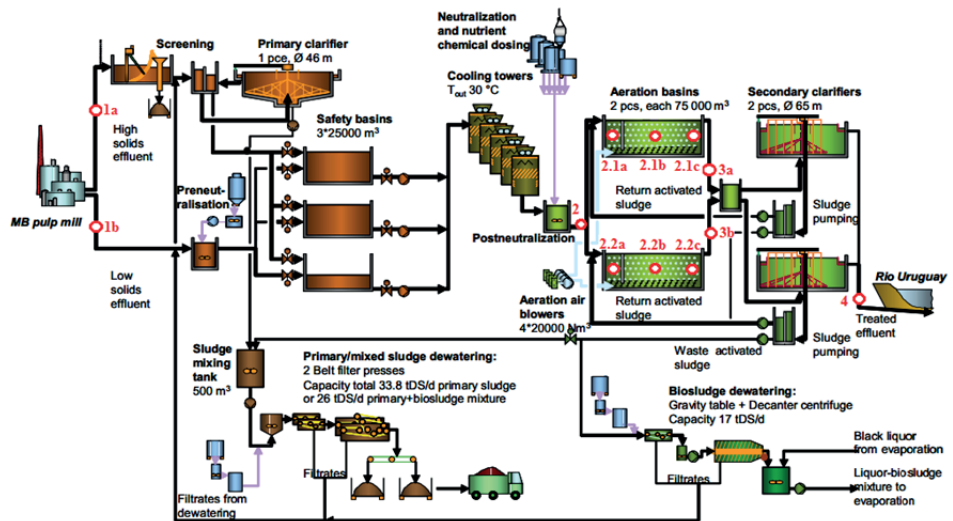 Screening
Primary clarifier
1 pce, Ø 46 m
Neutralization
and nutrient
chemical dosing
Cooling towers
Tout 30 °C
Aeration basins
2 pcs, each 75 000 m³
Secondary clarifiers
2 pcs, Ø 65 m
1a
High
solids
effluent
Safety basins
3*25000 m³
2.1a
2.1b
2.1c
3a
MB pulp mill
1b
Preneut-
ralisation
Return activated
sludge
2
Postneutralization
3b
Sludge
pumping
2.2a
2.2b
2.2c
Low
solids
effluent
Aeration air
blowers
4*20000 Nm³
Return activated
sludge
4
Rio Uruguay
Treated
effluent
Sludge
mixing
tank
500 m³
Primary/mixed sludge dewatering:
2 Belt filter presses
Capacity total 33.8 tDS/d primary sludge
or 26 tDS/d primary+biosludge mixture
Waste activated
sludge
Sludge
pumping
Biosludge dewatering:
Gravity table + Decanter centrifuge
Capacity 17 tDS/d
Black liquor
from evaporation
Filtrates
Filtrates
Filtrates from
dewatering
Liquor-biosludge
mixture to
evaporation